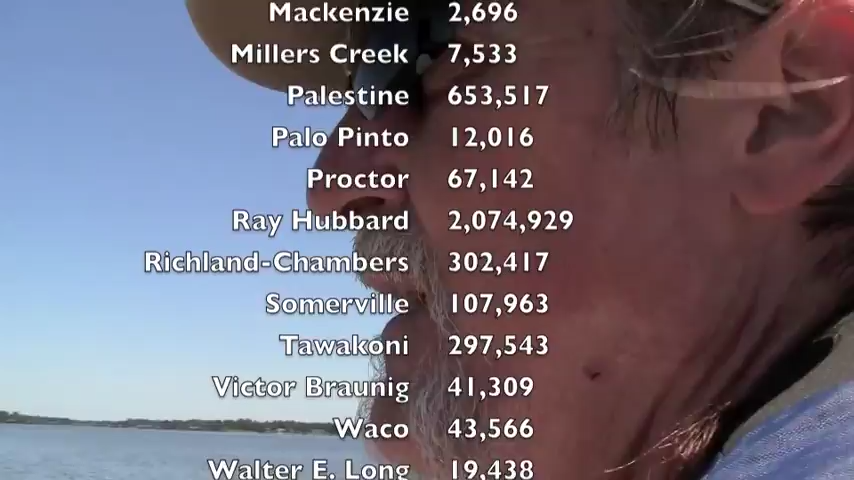 Mackenzie 2,696
Millers Creek 7,533
Palestine 653,517
Palo Pinto 12,016
Proctor 67,142
Ray Hubbard 2,074,929
Richland-Chambers 302,417
Somerville 107,963
Tawakoni 297,543
Victor Braunig 41,309
Waco 43,566
Walter E. Long 19,438